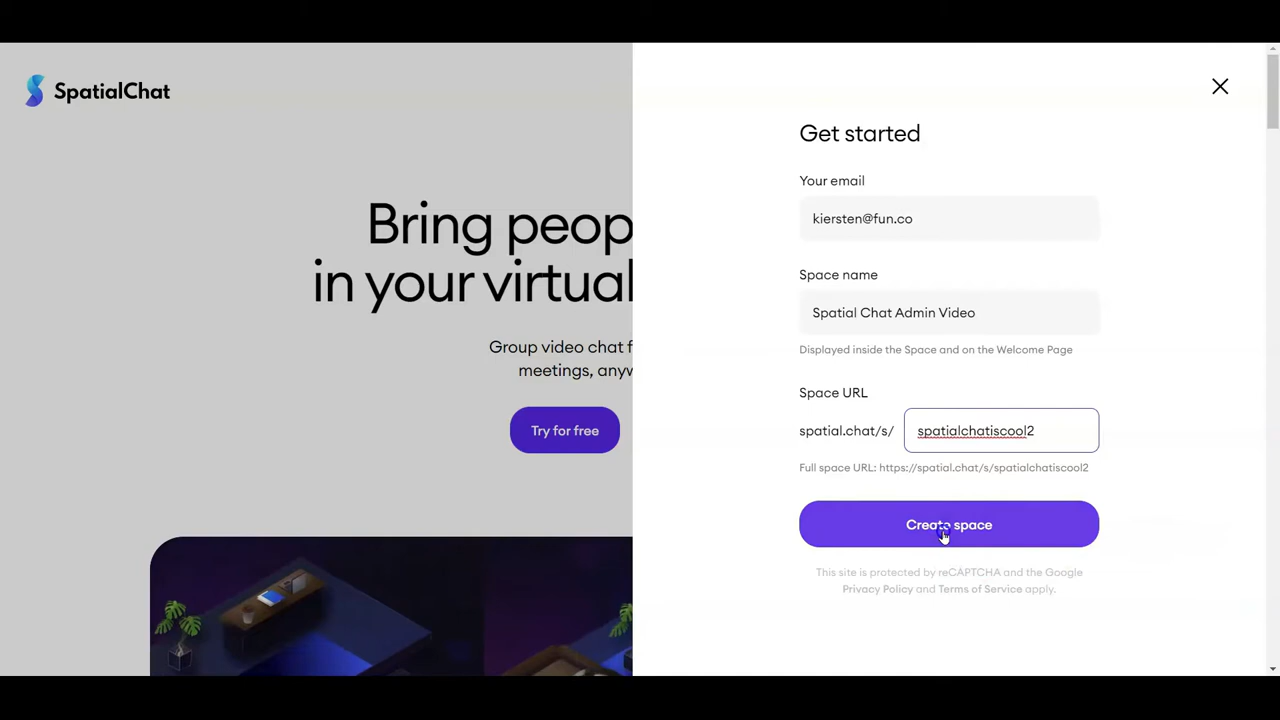 SpatialChat
Bring peop
in your virtual
Group video chat f
meetings, anyw
Try for free
Get started
Your email
kiersten@fun.co
Space name
Spatial Chat Admin Video
Displayed inside the Space and on the Welcome Page
Space URL
spatial.chat/s/ spatialchatiscool2
Full space URL: https://spatial.chat/s/spatialchatiscool2
Create space
This site is protected by reCAPTCHA and the Google
Privacy Policy and Terms of Service apply.